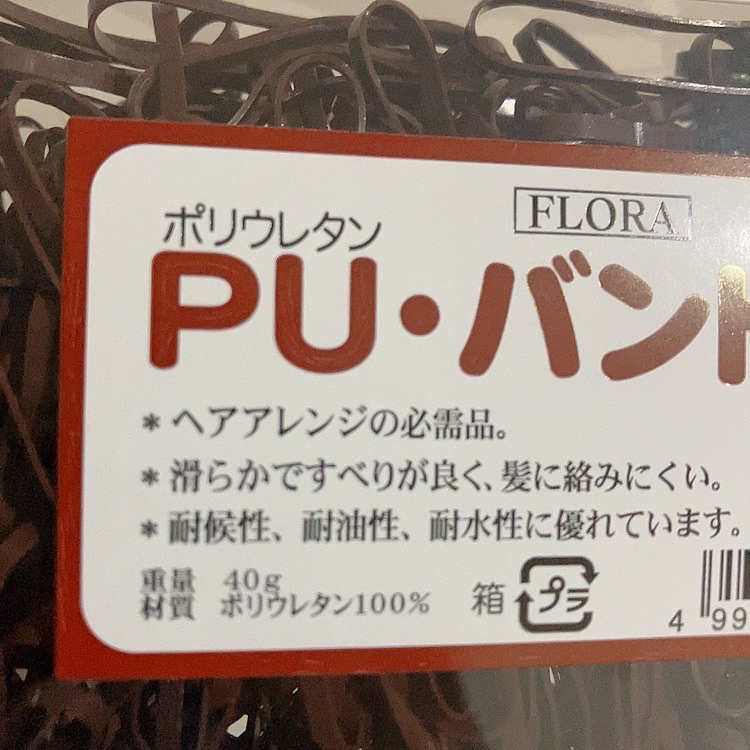 FLORA
ポリウレタン
PU・バンド
＊ヘアアレンジの必需品。
＊滑らかですべりが良く、髪に絡みにくい。
＊耐候性、耐油性、耐水性に優れています。
重量 40g
材質 ポリウレタン100%
箱 プラ
4 99